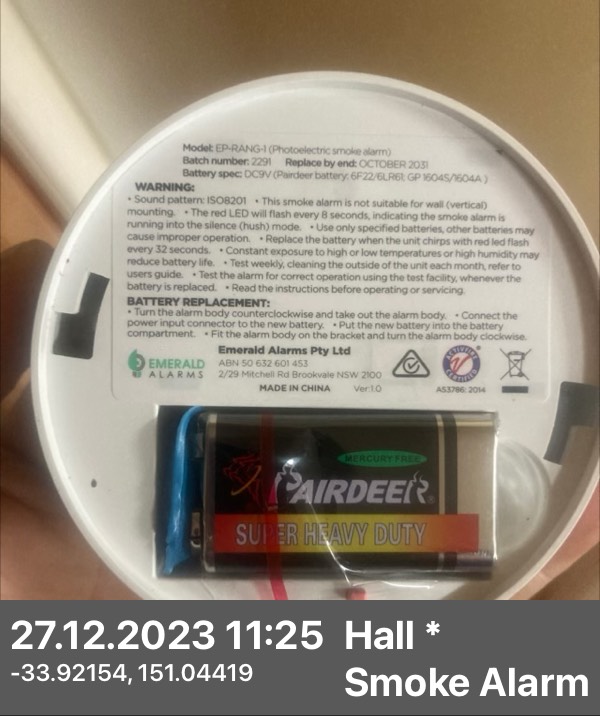 Model: EP-RANG-1 (Photoelectric smoke alarm)
Batch number: 2291 Replace by end: OCTOBER 2031
Battery spec: DC9V (Pairdeer battery: 6F22/6LR61: GP 1604S/1604A )
WARNING:
• Sound pattern: ISO8201 • This smoke alarm is not suitable for wall (vertical)
mounting. • The red LED will flash every 8 seconds, indicating the smoke alarm is
running into the silence (hush) mode. • Use only specified batteries, other batteries may
cause improper operation. • Replace the battery when the unit chirps with red led flash
every 32 seconds. • Constant exposure to high or low temperatures or high humidity may
reduce battery life. • Test weekly, cleaning the outside of the unit each month, refer to
users guide. • Test the alarm for correct operation using the test facility, whenever the
battery is replaced. • Read the instructions before operating or servicing.
BATTERY REPLACEMENT:
• Turn the alarm body counterclockwise and take out the alarm body. • Connect the
power input connector to the new battery. • Put the new battery into the battery
compartment. • Fit the alarm body on the bracket and turn the alarm body clockwise.
EMERALD
ALARMS
Emerald Alarms Pty Ltd
ABN 50 632 601 453
2/29 Mitchell Rd Brookvale NSW 2100
MADE IN CHINA Ver:1.0
ACTIVFIRE
CERTIFIED
AS3786: 2014
MERCURY FREE
PAIRDEER®
SUPER HEAVY DUTY
27.12.2023 11:25
-33.92154, 151.04419
Hall *
Smoke Alarm